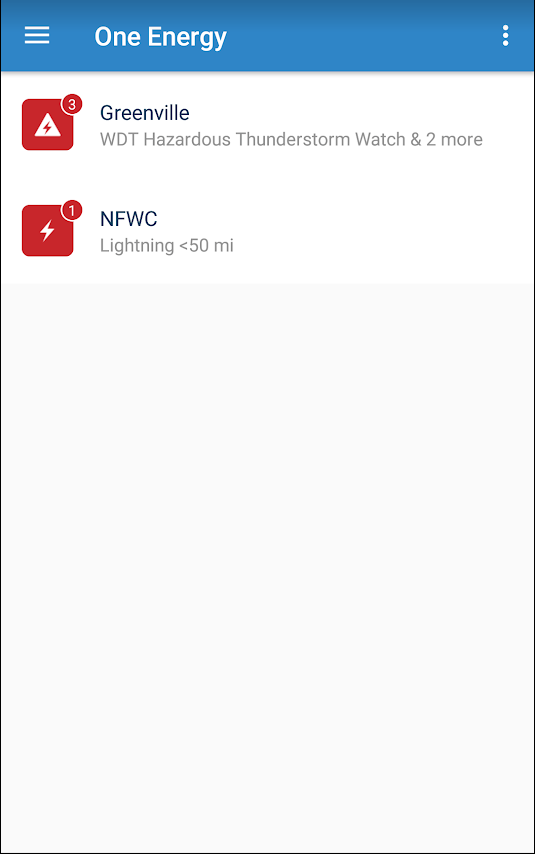 One Energy
3
Greenville
WDT Hazardous Thunderstorm Watch & 2 more
1
NFWC
Lightning <50 mi